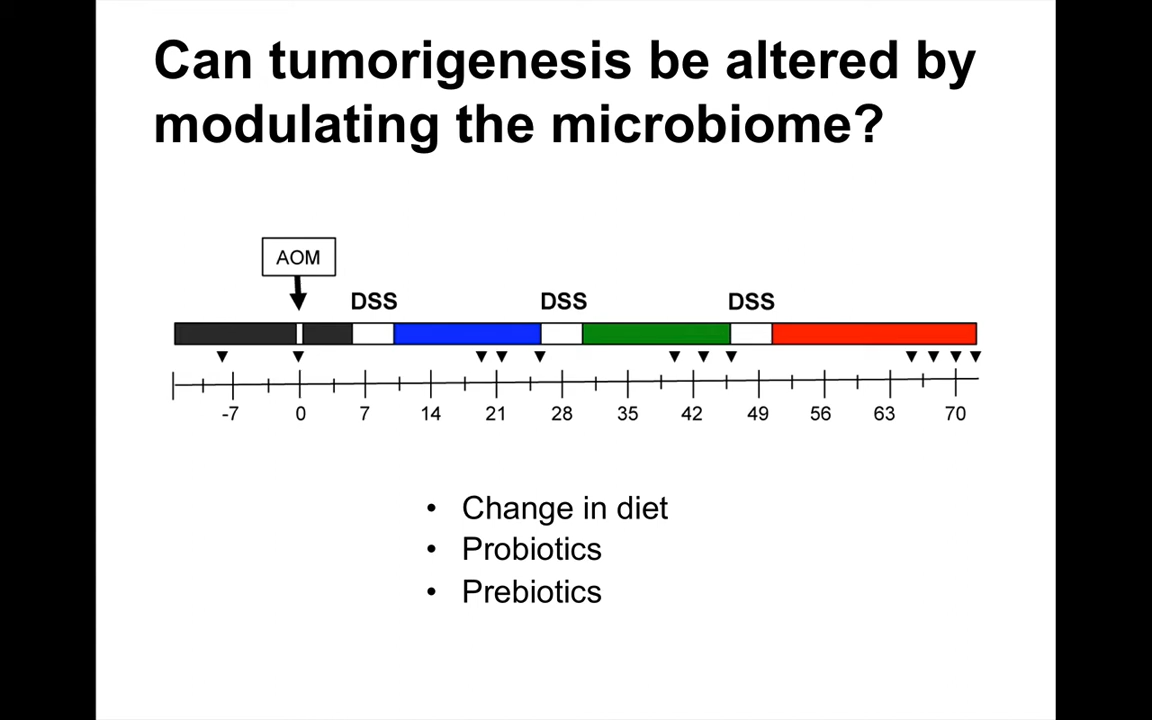 Can tumorigenesis be altered by
modulating the microbiome?
AOM
DSS DSS DSS
-7 0 7 14 21 28 35 42 49 56 63 70
• Change in diet
• Probiotics
• Prebiotics